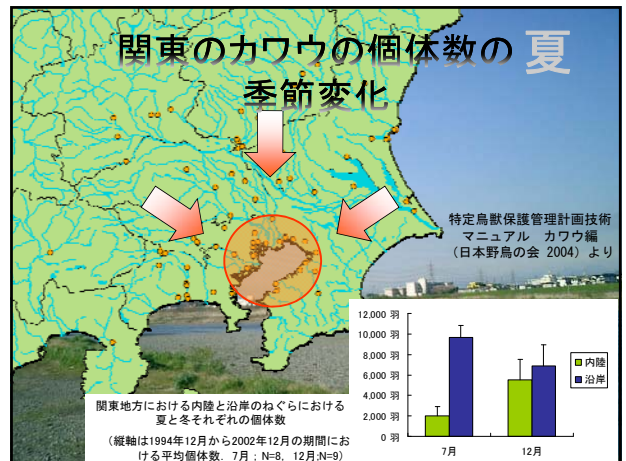 関東のカワウの個体数の 夏
季節変化
特定鳥獣保護管理計画技術
マニュアル カワウ編
(日本野鳥の会 2004)より
12,000 羽
10,000 羽
8,000 羽
6,000 羽
4,000 羽
2,000 羽
0 羽
内陸
沿岸
7月
12月
関東地方における内陸と沿岸のねぐらにおける
夏と冬それぞれの個体数
(縦軸は1994年12月から2002年12月の期間にお
ける平均個体数. 7月;N=8, 12月;N=9)